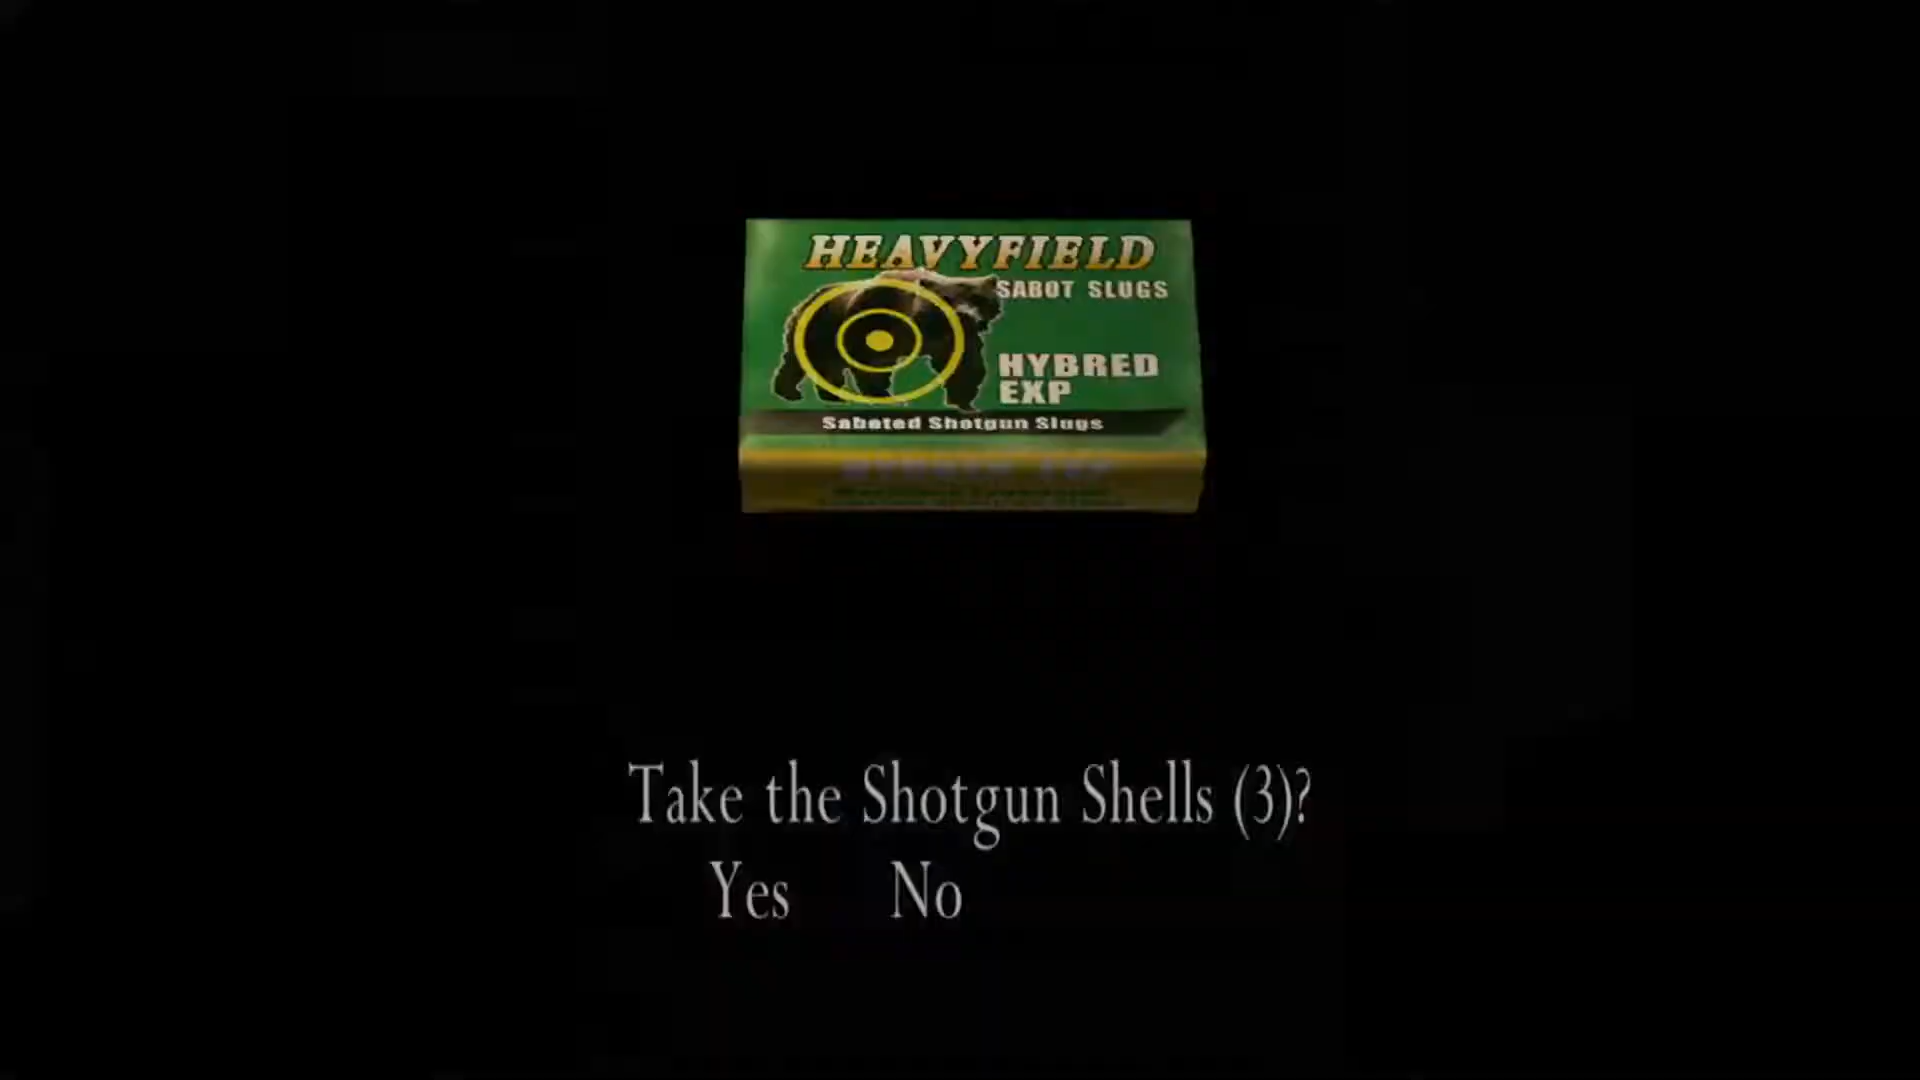 HEAVYFIELD
SABOT SLUGS
HYBRED
EXP
Saboted Shotgun Slugs
Take the Shotgun Shells (3)?
Yes No